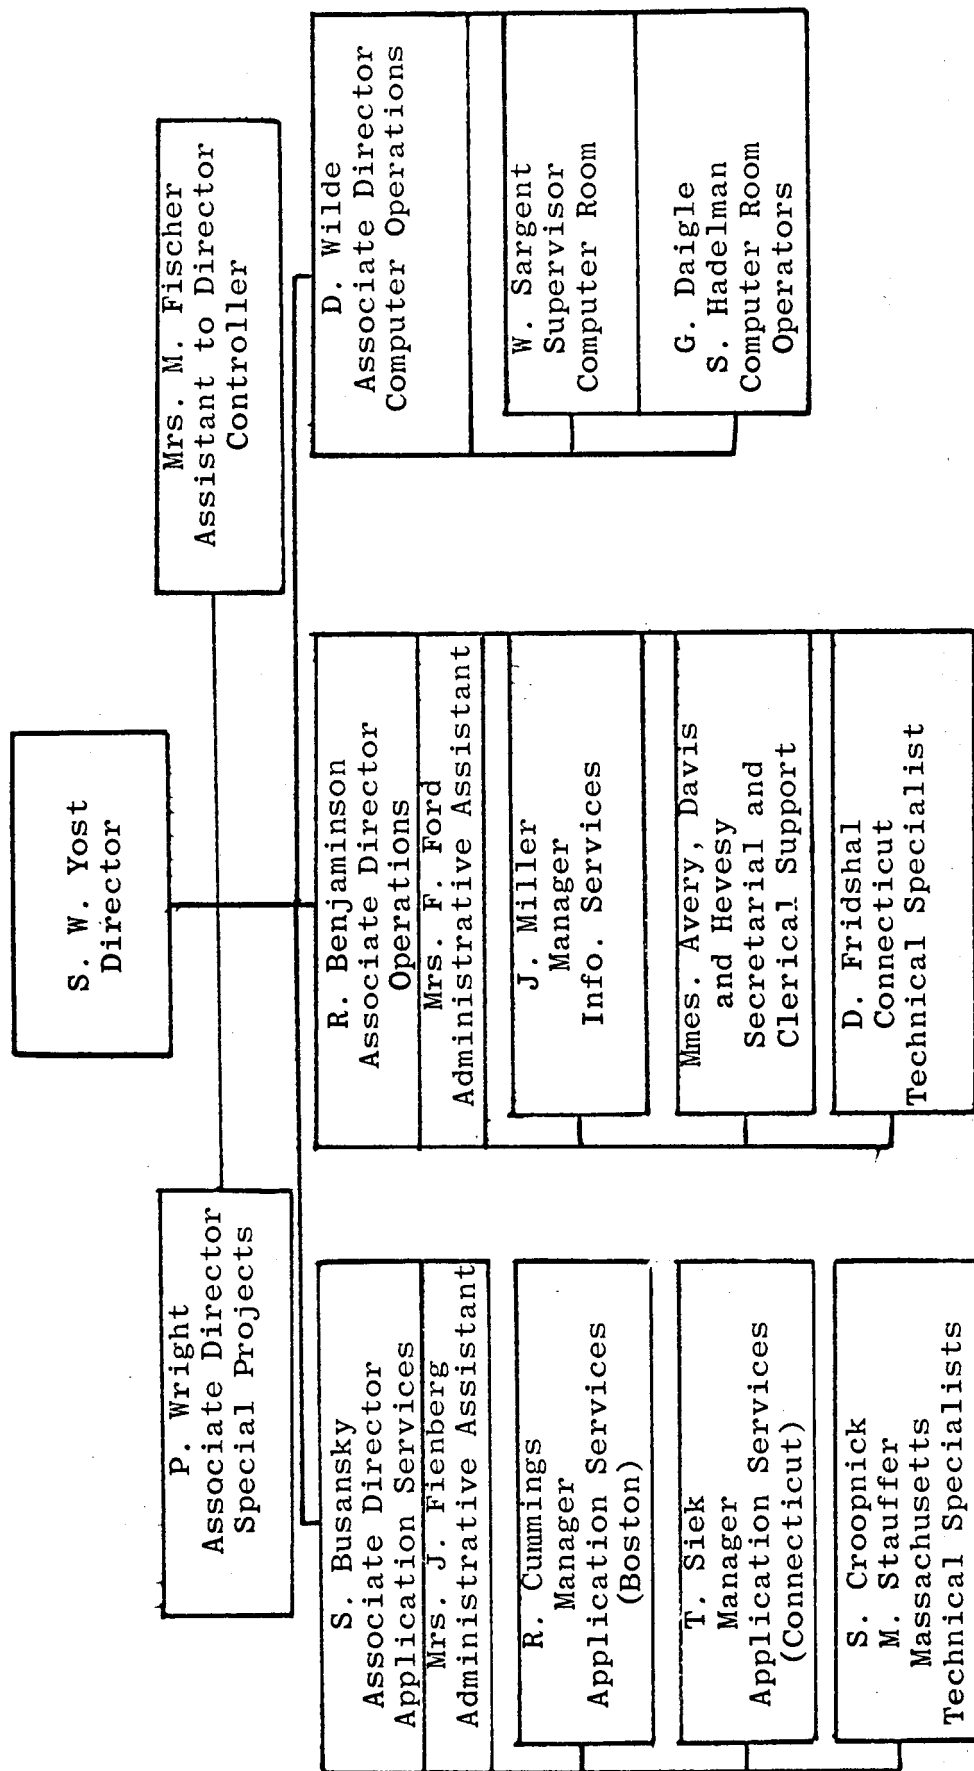 S. W. Yost
Director
P. Wright
Associate Director
Special Projects
Mrs. M. Fischer
Assistant to Director
Controller
S. Busansky
Associate Director
Application Services
Mrs. J. Fienberg
Administrative Assistant
R. Cummings
Manager
Application Services
(Boston)
T. Siek
Manager
Application Services
(Connecticut)
S. Croopnick
M. Stauffer
Massachusetts
Technical Specialists
R. Benjaminson
Associate Director
Operations
Mrs. F. Ford
Administrative Assistant
J. Miller
Manager
Info. Services
Mmes. Avery, Davis
and Hevesy
Secretarial and
Clerical Support
D. Fridshal
Connecticut
Technical Specialist
D. Wilde
Associate Director
Computer Operations
W. Sargent
Supervisor
Computer Room
G. Daigle
S. Hadelman
Computer Room
Operators